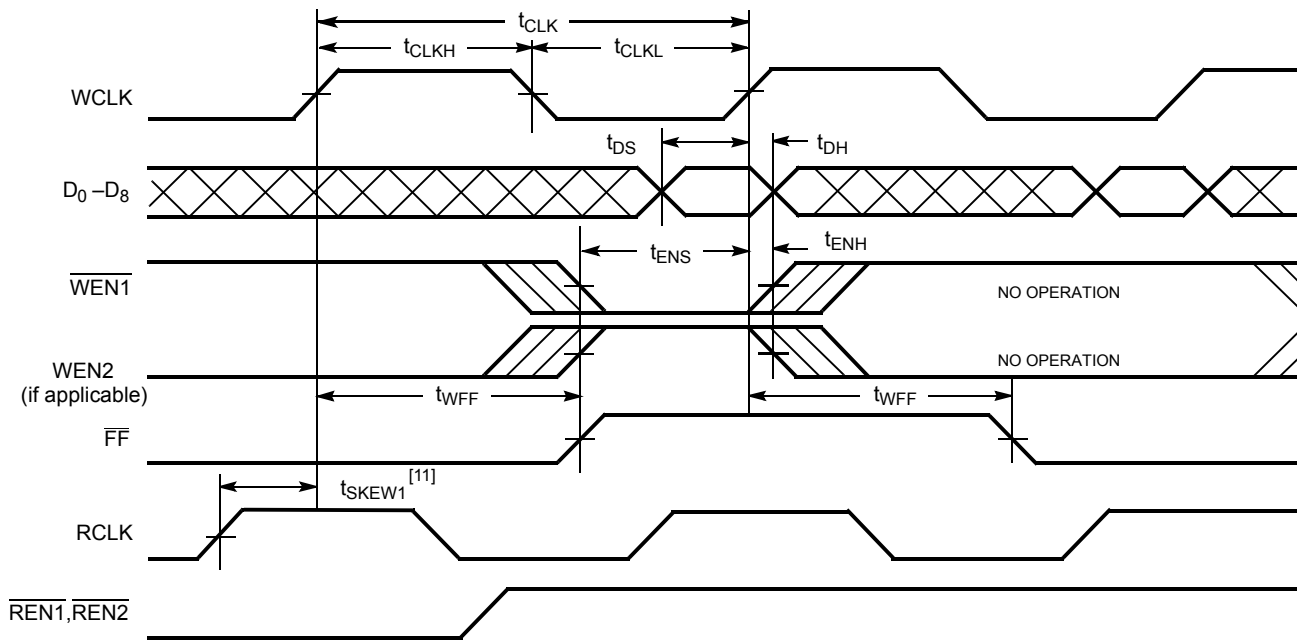 tCLK
tCLKH
tCLKL
WCLK
tDS
tDH
D0 –D8
tENS
tENH
WEN1
NO OPERATION
WEN2
(if applicable)
NO OPERATION
tWFF
tWFF
FF
tSKEW1 [11]
RCLK
REN1,REN2